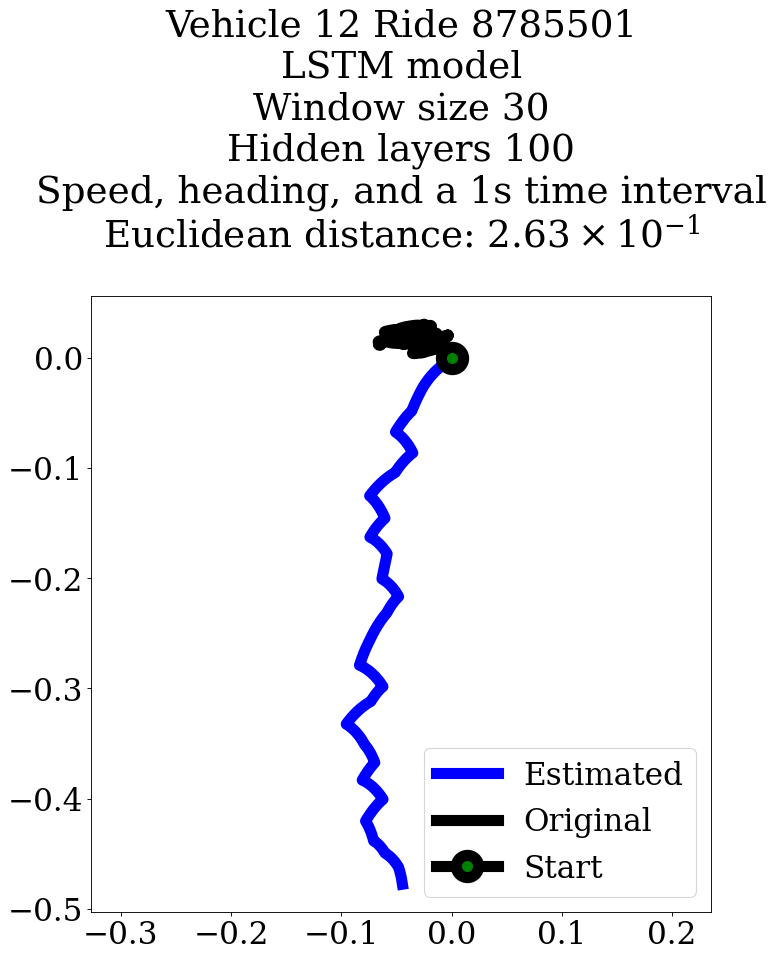 Vehicle 12 Ride 8785501
LSTM model
Window size 30
Hidden layers 100
Speed, heading, and a 1s time interval
Euclidean distance: 2.63 × 10⁻¹
0.0
−0.1
−0.2
−0.3
−0.4
−0.5
Estimated
Original
Start
−0.3 −0.2 −0.1 0.0 0.1 0.2